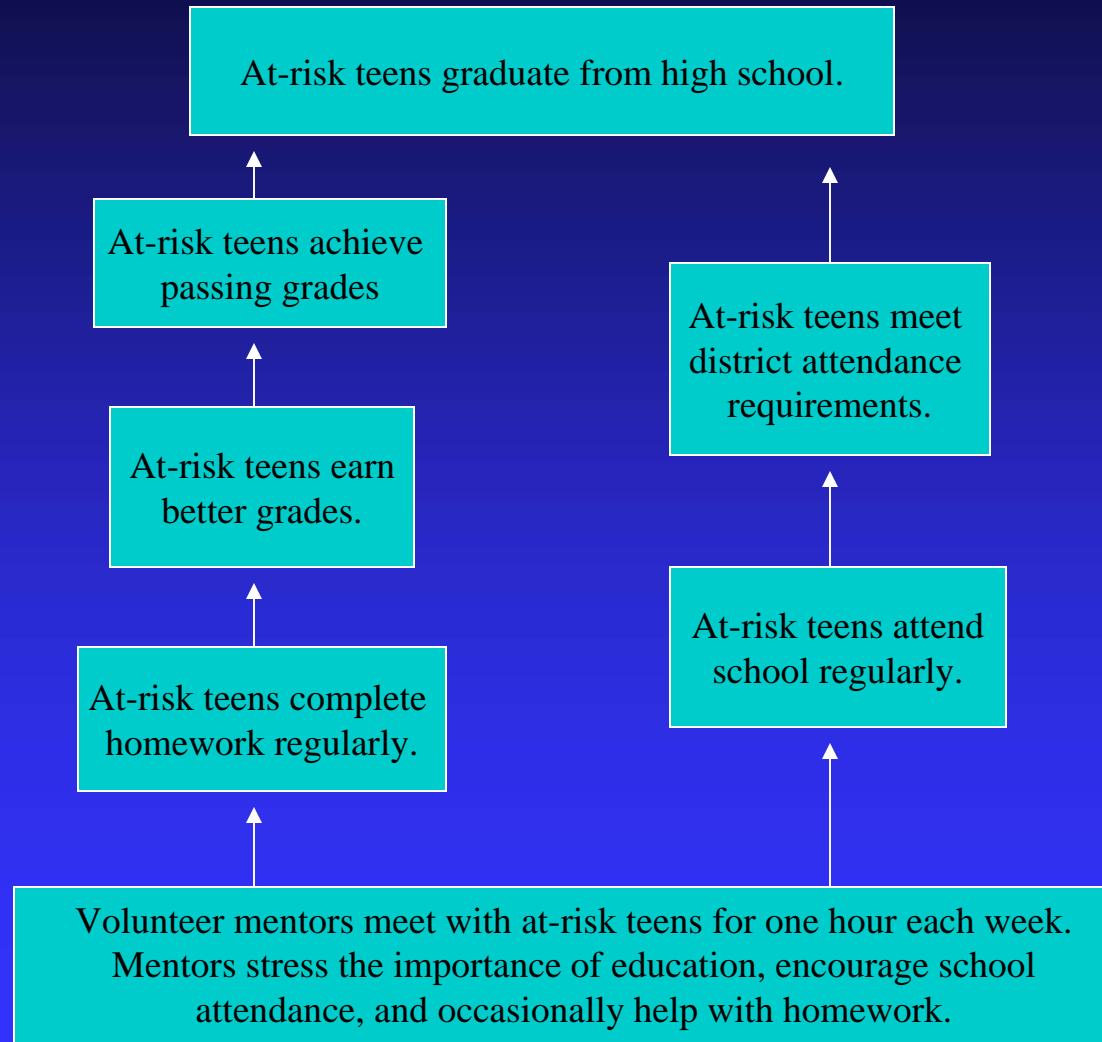 At-risk teens graduate from high school.
At-risk teens achieve
passing grades
At-risk teens meet
district attendance
requirements.
At-risk teens earn
better grades.
At-risk teens attend
school regularly.
At-risk teens complete
homework regularly.
Volunteer mentors meet with at-risk teens for one hour each week.
Mentors stress the importance of education, encourage school
attendance, and occasionally help with homework.